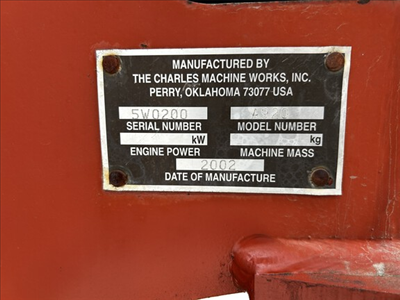 MANUFACTURED BY
THE CHARLES MACHINE WORKS, INC.
PERRY, OKLAHOMA 73077 USA
5W0200
SERIAL NUMBER MODEL NUMBER
kW kg
ENGINE POWER MACHINE MASS
2002
DATE OF MANUFACTURE